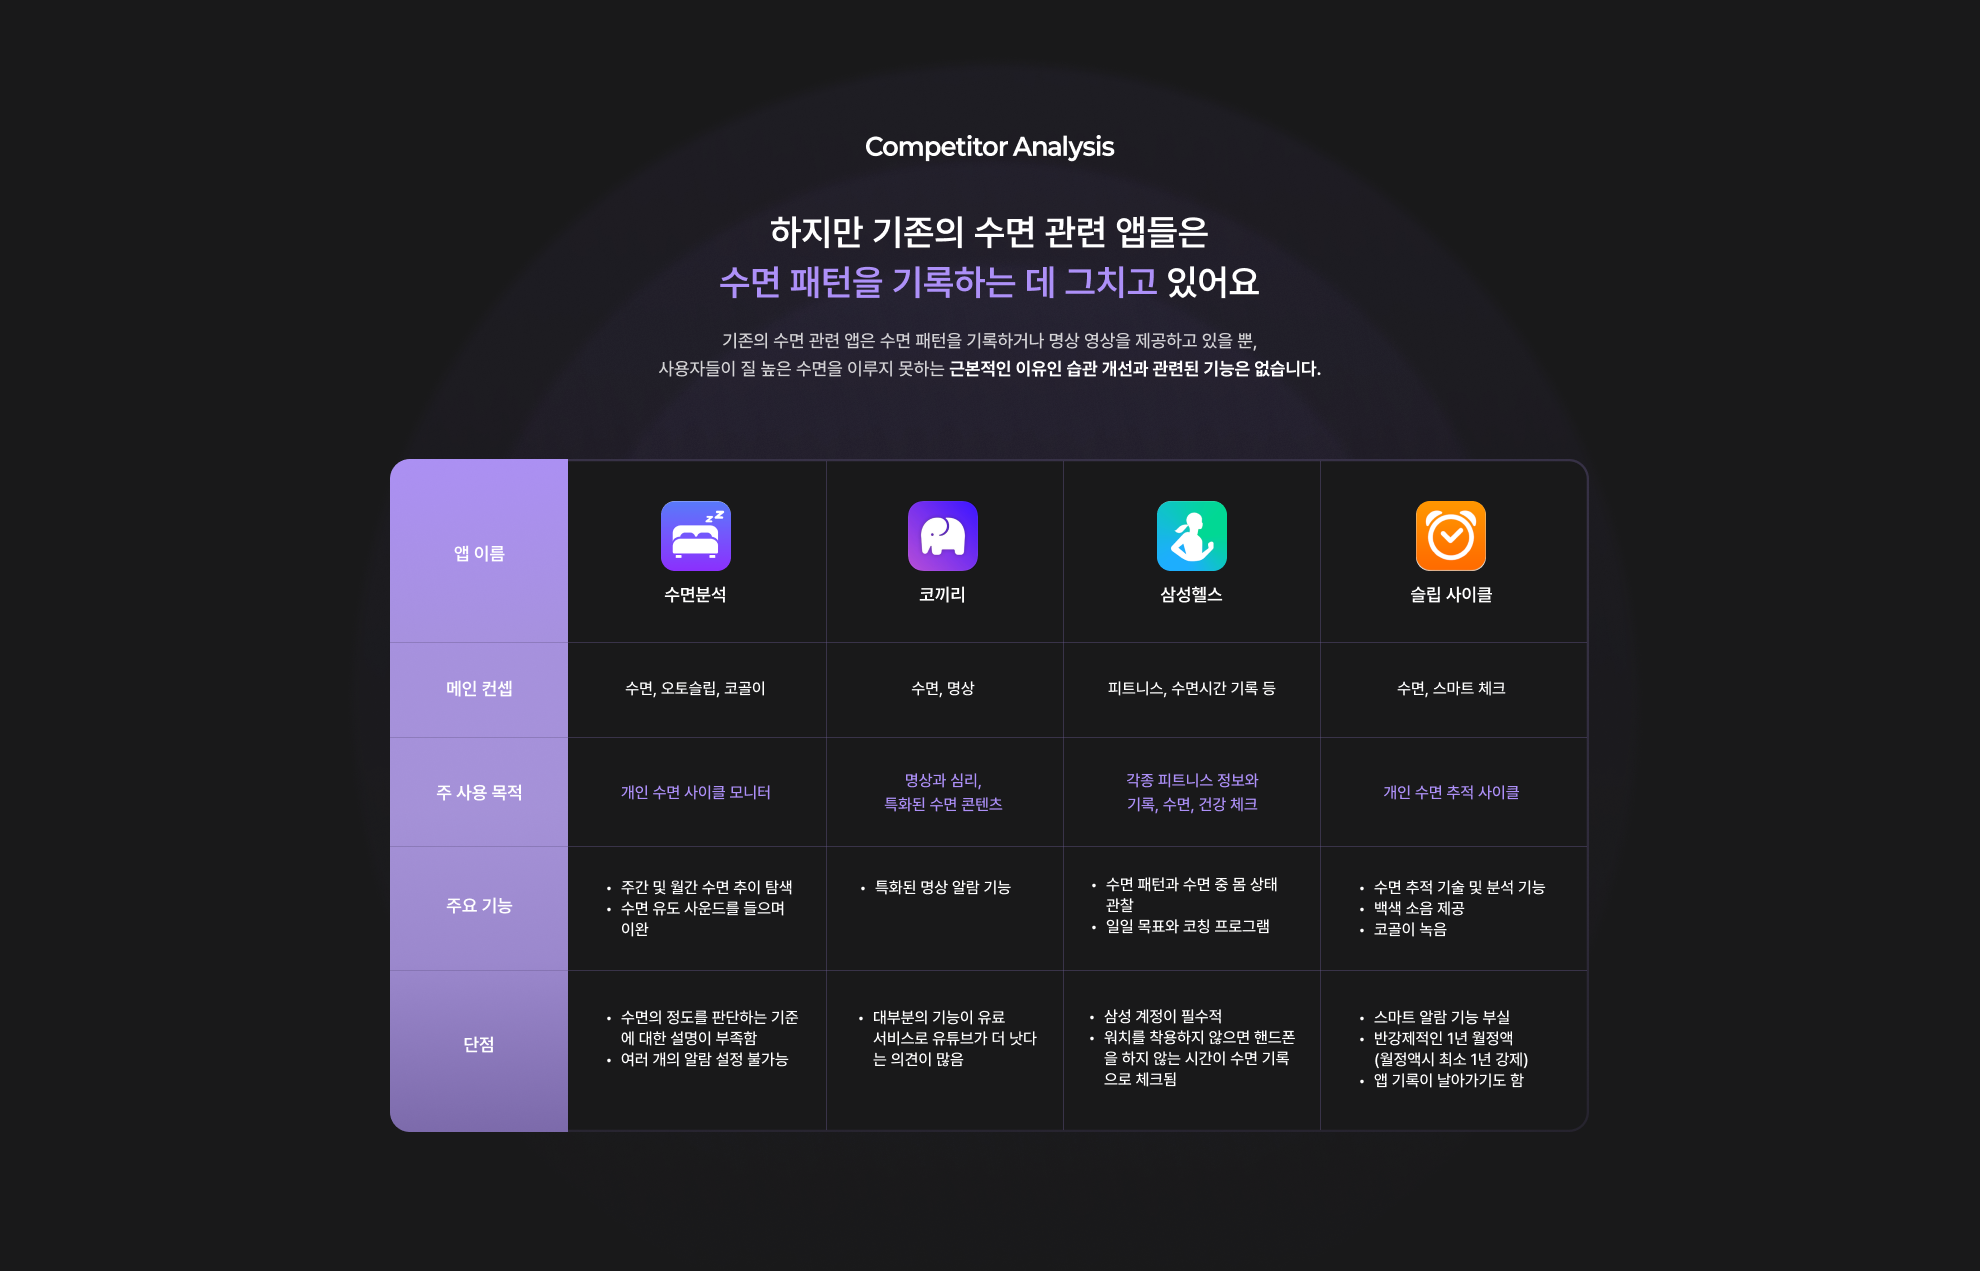 Competitor Analysis
하지만 기존의 수면 관련 앱들은
수면 패턴을 기록하는 데 그치고 있어요
기존의 수면 관련 앱은 수면 패턴을 기록하거나 명상 영상을 제공하고 있을 뿐,
사용자들이 질 높은 수면을 이루지 못하는 근본적인 이유인 습관 개선과 관련된 기능은 없습니다.
앱 이름
수면분석
코끼리
삼성헬스
슬립 사이클
메인 컨셉
수면, 오토슬립, 코골이
수면, 명상
피트니스, 수면시간 기록 등
수면, 스마트 체크
주 사용 목적
개인 수면 사이클 모니터
명상과 심리,
특화된 수면 콘텐츠
각종 피트니스 정보와
기록, 수면, 건강 체크
개인 수면 추적 사이클
주요 기능
• 주간 및 월간 수면 추이 탐색
• 수면 유도 사운드를 들으며
이완
• 특화된 명상 알람 기능
• 수면 패턴과 수면 중 몸 상태
관찰
• 일일 목표와 코칭 프로그램
• 수면 추적 기술 및 분석 기능
• 백색 소음 제공
• 코골이 녹음
단점
• 수면의 정도를 판단하는 기준
에 대한 설명이 부족함
• 여러 개의 알람 설정 불가능
• 대부분의 기능이 유료
서비스로 유튜브가 더 낫다
는 의견이 많음
• 삼성 계정이 필수적
• 워치를 착용하지 않으면 핸드폰
을 하지 않는 시간이 수면 기록
으로 체크됨
• 스마트 알람 기능 부실
• 반강제적인 1년 월정액
(월정액시 최소 1년 강제)
• 앱 기록이 날아가기도 함